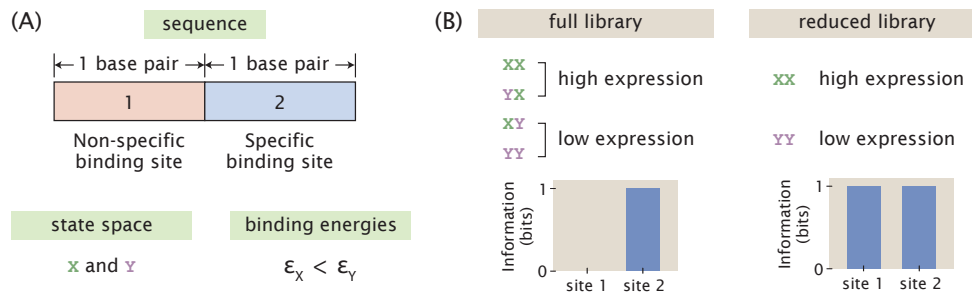 (A)
sequence
1 base pair
1 base pair
1
2
Non-specific
binding site
Specific
binding site
state space
X and Y
binding energies
εX < εY
(B)
full library
XX
YX
high expression
XY
YY
low expression
Information
(bits)
1
0
site 1
site 2
reduced library
XX
high expression
YY
low expression
Information
(bits)
1
0
site 1
site 2